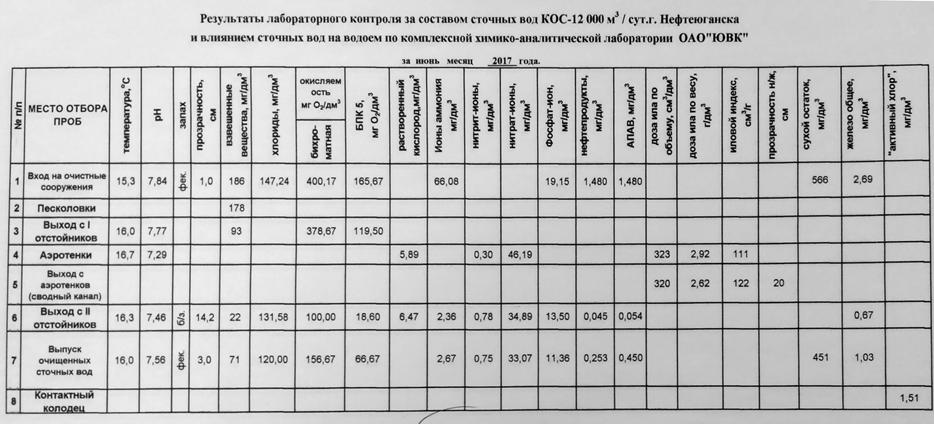 Результаты лабораторного контроля за составом сточных вод КОС-12 000 м³ / сут.г. Нефтеюганска
и влиянием сточных вод на водоем по комплексной химико-аналитической лаборатории ОАО"ЮВК"
за июнь месяц 2017 года.
№ п/п | МЕСТО ОТБОРА ПРОБ | температура,°С | рН | запах | прозрачность, см | взвешенные вещества, мг/дм³ | хлориды, мг/дм³ | окисляем ость мг О₂/дм³ бихро-матная | БПК 5, мг О₂/дм³ | растворенный кислород,мг/дм³ | Ионы аммония мг/дм³ | нитрит-ионы, мг/дм³ | нитрат-ионы, мг/дм³ | Фосфат-ион, мг/дм³ | нефтепродукты, мг/дм³ | АПАВ, мг/дм³ | доза ила по объему, см³/дм³ | доза ила по весу, г/дм³ | иловой индекс, см³/г | прозрачность н/ж, см | сухой остаток, мг/дм³ | железо общее, мг/дм³ | "активный хлор", мг/дм³
1 | Вход на очистные сооружения | 15,3 | 7,84 | фек. | 1,0 | 186 | 147,24 | 400,17 | 165,67 | | 66,08 | | | 19,15 | 1,480 | 1,480 | | | | | 566 | 2,69 |
2 | Песколовки | | | | | 178
3 | Выход с I отстойников | 16,0 | 7,77 | | | 93 | | 378,67 | 119,50
4 | Аэротенки | 16,7 | 7,29 | | | | | | | 5,89 | | 0,30 | 46,19 | | | | 323 | 2,92 | 111
5 | Выход с аэротенков (сводный канал) | | | | | | | | | | | | | | | | 320 | 2,62 | 122 | 20
6 | Выход с II отстойников | 16,3 | 7,46 | б/з. | 14,2 | 22 | 131,58 | 100,00 | 18,60 | 6,47 | 2,36 | 0,78 | 34,89 | 13,50 | 0,045 | 0,054 | | | | | | 0,67
7 | Выпуск очищенных сточных вод | 16,0 | 7,56 | фек. | 3,0 | 71 | 120,00 | 156,67 | 66,67 | | 2,67 | 0,75 | 33,07 | 11,36 | 0,253 | 0,450 | | | | | 451 | 1,03
8 | Контактный колодец | | | | | | | | | | | | | | | | | | | | | | 1,51